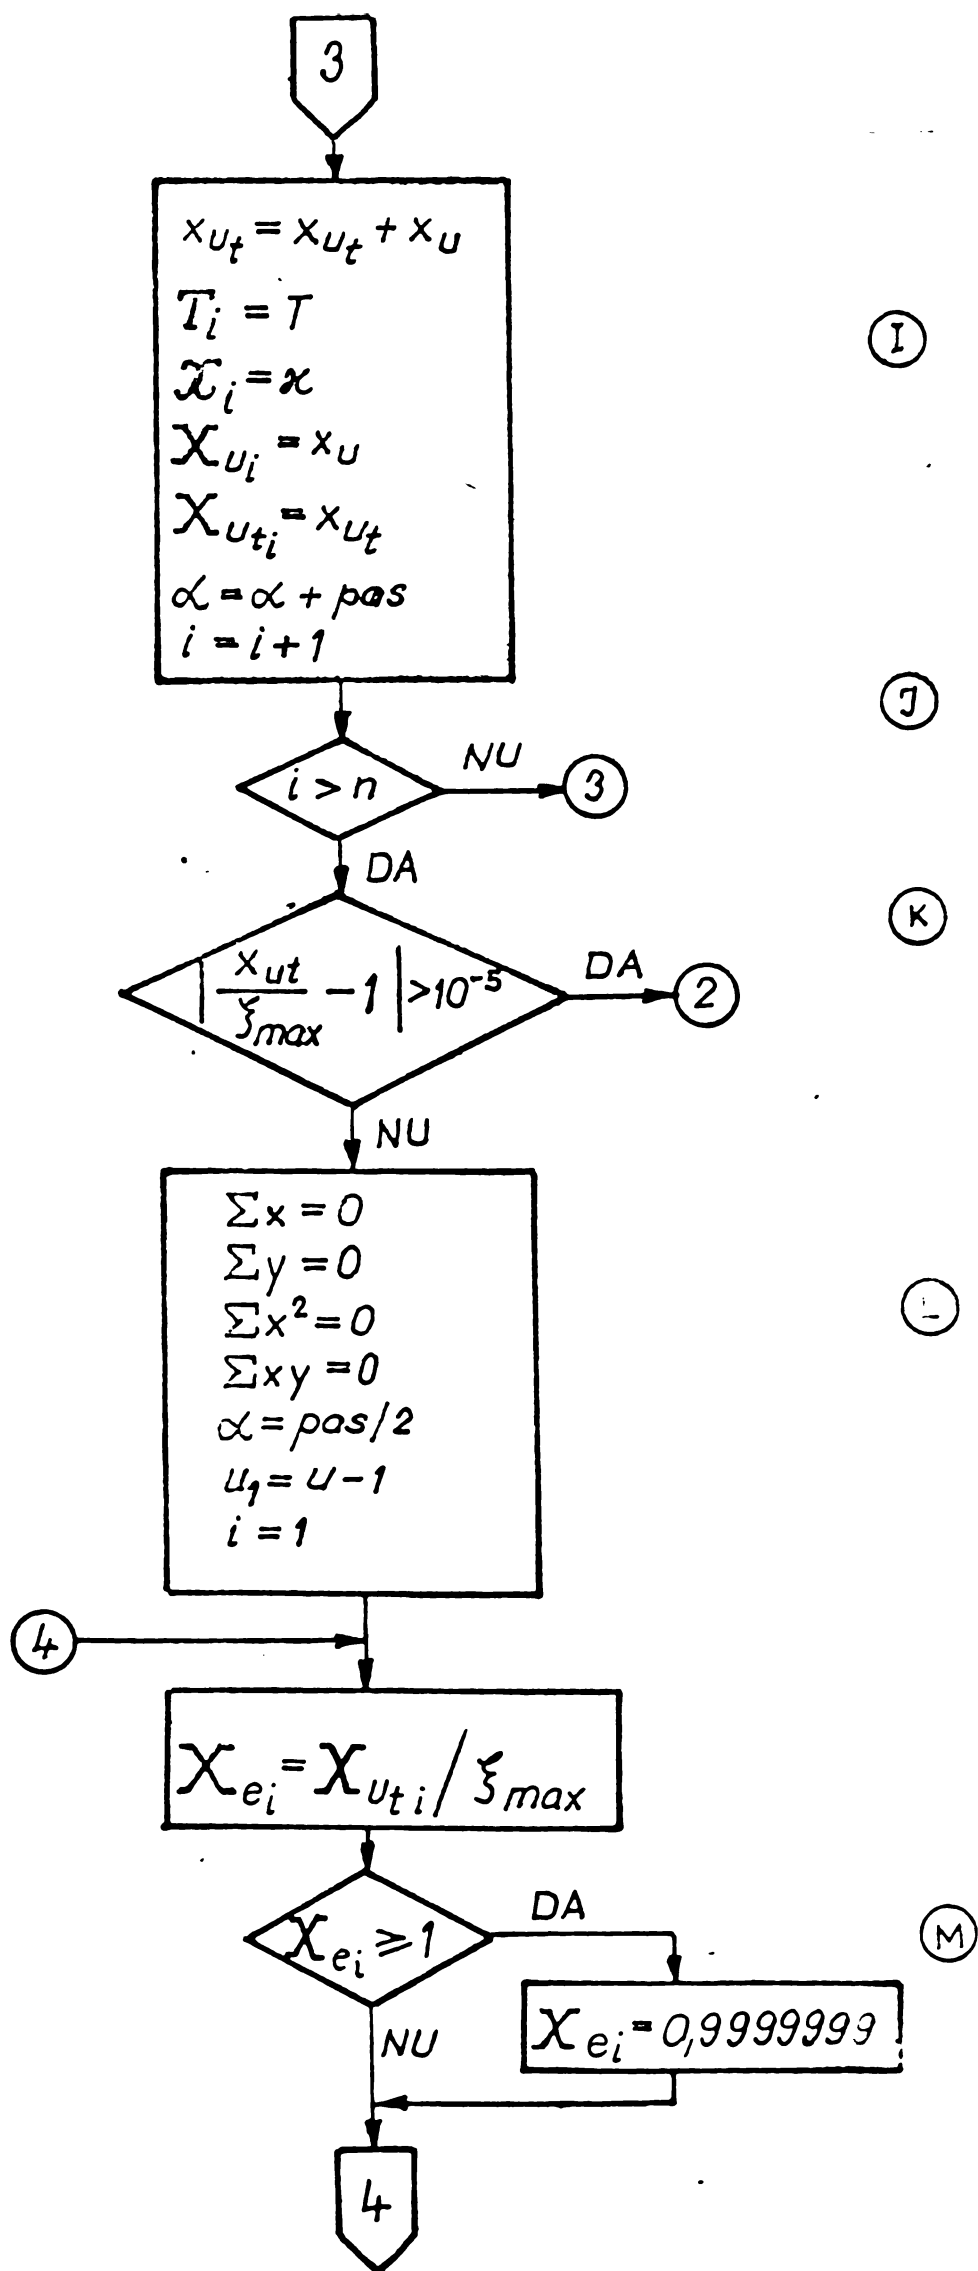 3
x_{u_t} = x_{u_t} + x_u
T_i = T
I
ϰ_i = ϰ
X_{u_i} = x_u
X_{u_{t_i}} = x_{u_t}
α = α + pas
i = i + 1
J
i > n
NU
3
DA
K
| x_{ut} / ξ_{max} - 1 | > 10^{-5}
DA
2
NU
Σx = 0
Σy = 0
Σx² = 0
L
Σxy = 0
α = pas/2
u_1 = u - 1
i = 1
4
X_{e_i} = X_{u_{t i}} / ξ_{max}
X_{e_i} ≥ 1
DA
M
X_{e_i} = 0,9999999
NU
4